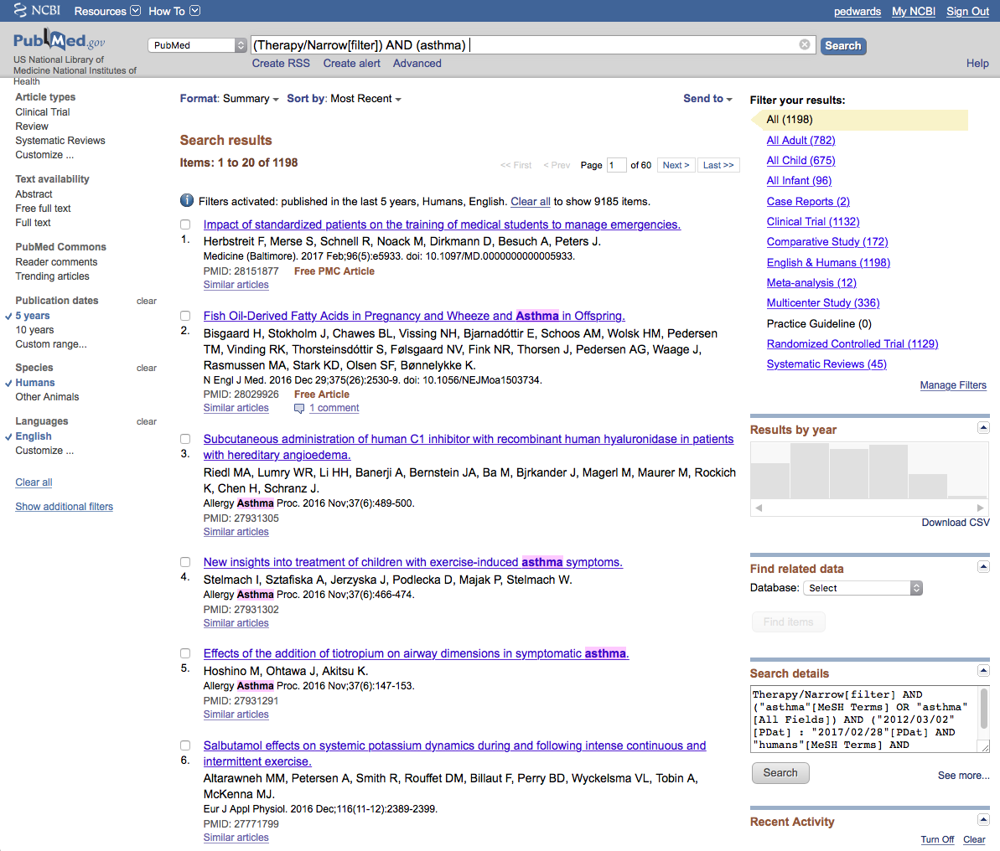 NCBI Resources How To pedwards My NCBI Sign Out
PubMed.gov
US National Library of
Medicine National Institutes of
Health
PubMed
(Therapy/Narrow[filter]) AND (asthma)
Search
Create RSS Create alert Advanced
Help
Article types
Clinical Trial
Review
Systematic Reviews
Customize ...
Text availability
Abstract
Free full text
Full text
PubMed Commons
Reader comments
Trending articles
Publication dates clear
5 years
10 years
Custom range...
Species clear
Humans
Other Animals
Languages clear
English
Customize ...
Clear all
Show additional filters
Format: Summary Sort by: Most Recent Send to
Search results
Items: 1 to 20 of 1198
<< First < Prev Page 1 of 60 Next > Last >>
Filters activated: published in the last 5 years, Humans, English. Clear all to show 9185 items.
Impact of standardized patients on the training of medical students to manage emergencies.
1. Herbstreit F, Merse S, Schnell R, Noack M, Dirkmann D, Besuch A, Peters J.
Medicine (Baltimore). 2017 Feb;96(5):e5933. doi: 10.1097/MD.0000000000005933.
PMID: 28151877 Free PMC Article
Similar articles
Fish Oil-Derived Fatty Acids in Pregnancy and Wheeze and Asthma in Offspring.
2. Bisgaard H, Stokholm J, Chawes BL, Vissing NH, Bjarnadóttir E, Schoos AM, Wolsk HM, Pedersen
TM, Vinding RK, Thorsteinsdóttir S, Følsgaard NV, Fink NR, Thorsen J, Pedersen AG, Waage J,
Rasmussen MA, Stark KD, Olsen SF, Bønnelykke K.
N Engl J Med. 2016 Dec 29;375(26):2530-9. doi: 10.1056/NEJMoa1503734.
PMID: 28029926 Free Article
Similar articles 1 comment
Subcutaneous administration of human C1 inhibitor with recombinant human hyaluronidase in patients
with hereditary angioedema.
3. Riedl MA, Lumry WR, Li HH, Banerji A, Bernstein JA, Ba M, Bjrkander J, Magerl M, Maurer M, Rockich
K, Chen H, Schranz J.
Allergy Asthma Proc. 2016 Nov;37(6):489-500.
PMID: 27931305
Similar articles
New insights into treatment of children with exercise-induced asthma symptoms.
4. Stelmach I, Sztafiska A, Jerzyska J, Podlecka D, Majak P, Stelmach W.
Allergy Asthma Proc. 2016 Nov;37(6):466-474.
PMID: 27931302
Similar articles
Effects of the addition of tiotropium on airway dimensions in symptomatic asthma.
5. Hoshino M, Ohtawa J, Akitsu K.
Allergy Asthma Proc. 2016 Nov;37(6):147-153.
PMID: 27931291
Similar articles
Salbutamol effects on systemic potassium dynamics during and following intense continuous and
intermittent exercise.
6. Altarawneh MM, Petersen A, Smith R, Rouffet DM, Billaut F, Perry BD, Wyckelsma VL, Tobin A,
McKenna MJ.
Eur J Appl Physiol. 2016 Dec;116(11-12):2389-2399.
PMID: 27771799
Similar articles
Filter your results:
All (1198)
All Adult (782)
All Child (675)
All Infant (96)
Case Reports (2)
Clinical Trial (1132)
Comparative Study (172)
English & Humans (1198)
Meta-analysis (12)
Multicenter Study (336)
Practice Guideline (0)
Randomized Controlled Trial (1129)
Systematic Reviews (45)
Manage Filters
Results by year
Download CSV
Find related data
Database: Select
Find items
Search details
Therapy/Narrow[filter] AND
("asthma"[MeSH Terms] OR "asthma"
[All Fields]) AND ("2012/03/02"
[PDat] : "2017/02/28"[PDat] AND
"humans"[MeSH Terms] AND
Search
See more...
Recent Activity
Turn Off Clear